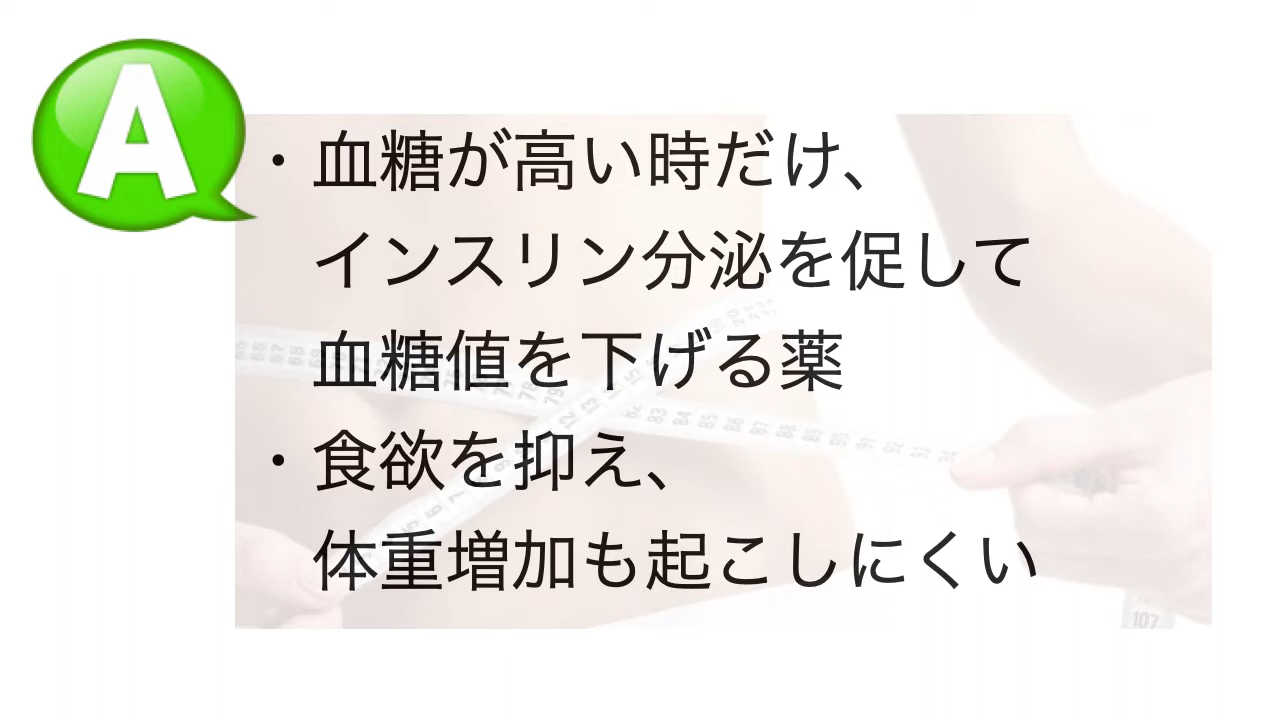 A
・血糖が高い時だけ、
インスリン分泌を促して
血糖値を下げる薬
・食欲を抑え、
体重増加も起こしにくい
107